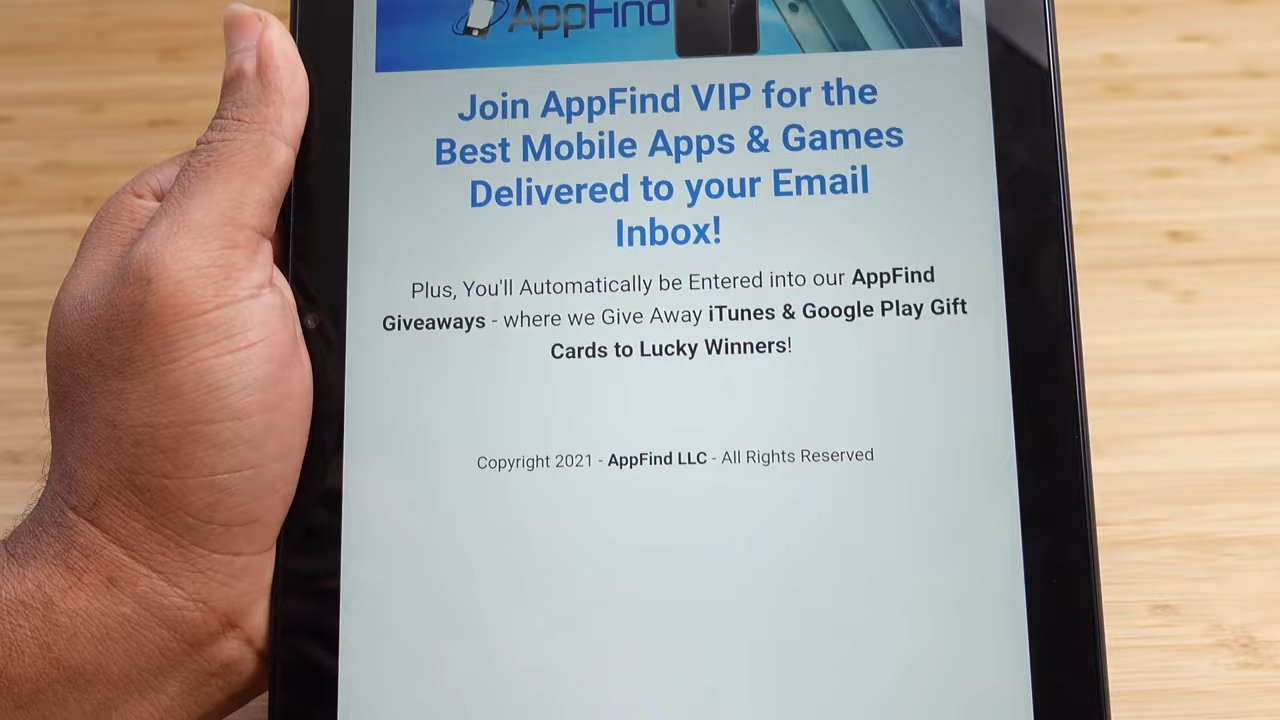 AppFind
Join AppFind VIP for the
Best Mobile Apps & Games
Delivered to your Email
Inbox!
Plus, You'll Automatically be Entered into our AppFind
Giveaways - where we Give Away iTunes & Google Play Gift
Cards to Lucky Winners!
Copyright 2021 - AppFind LLC - All Rights Reserved